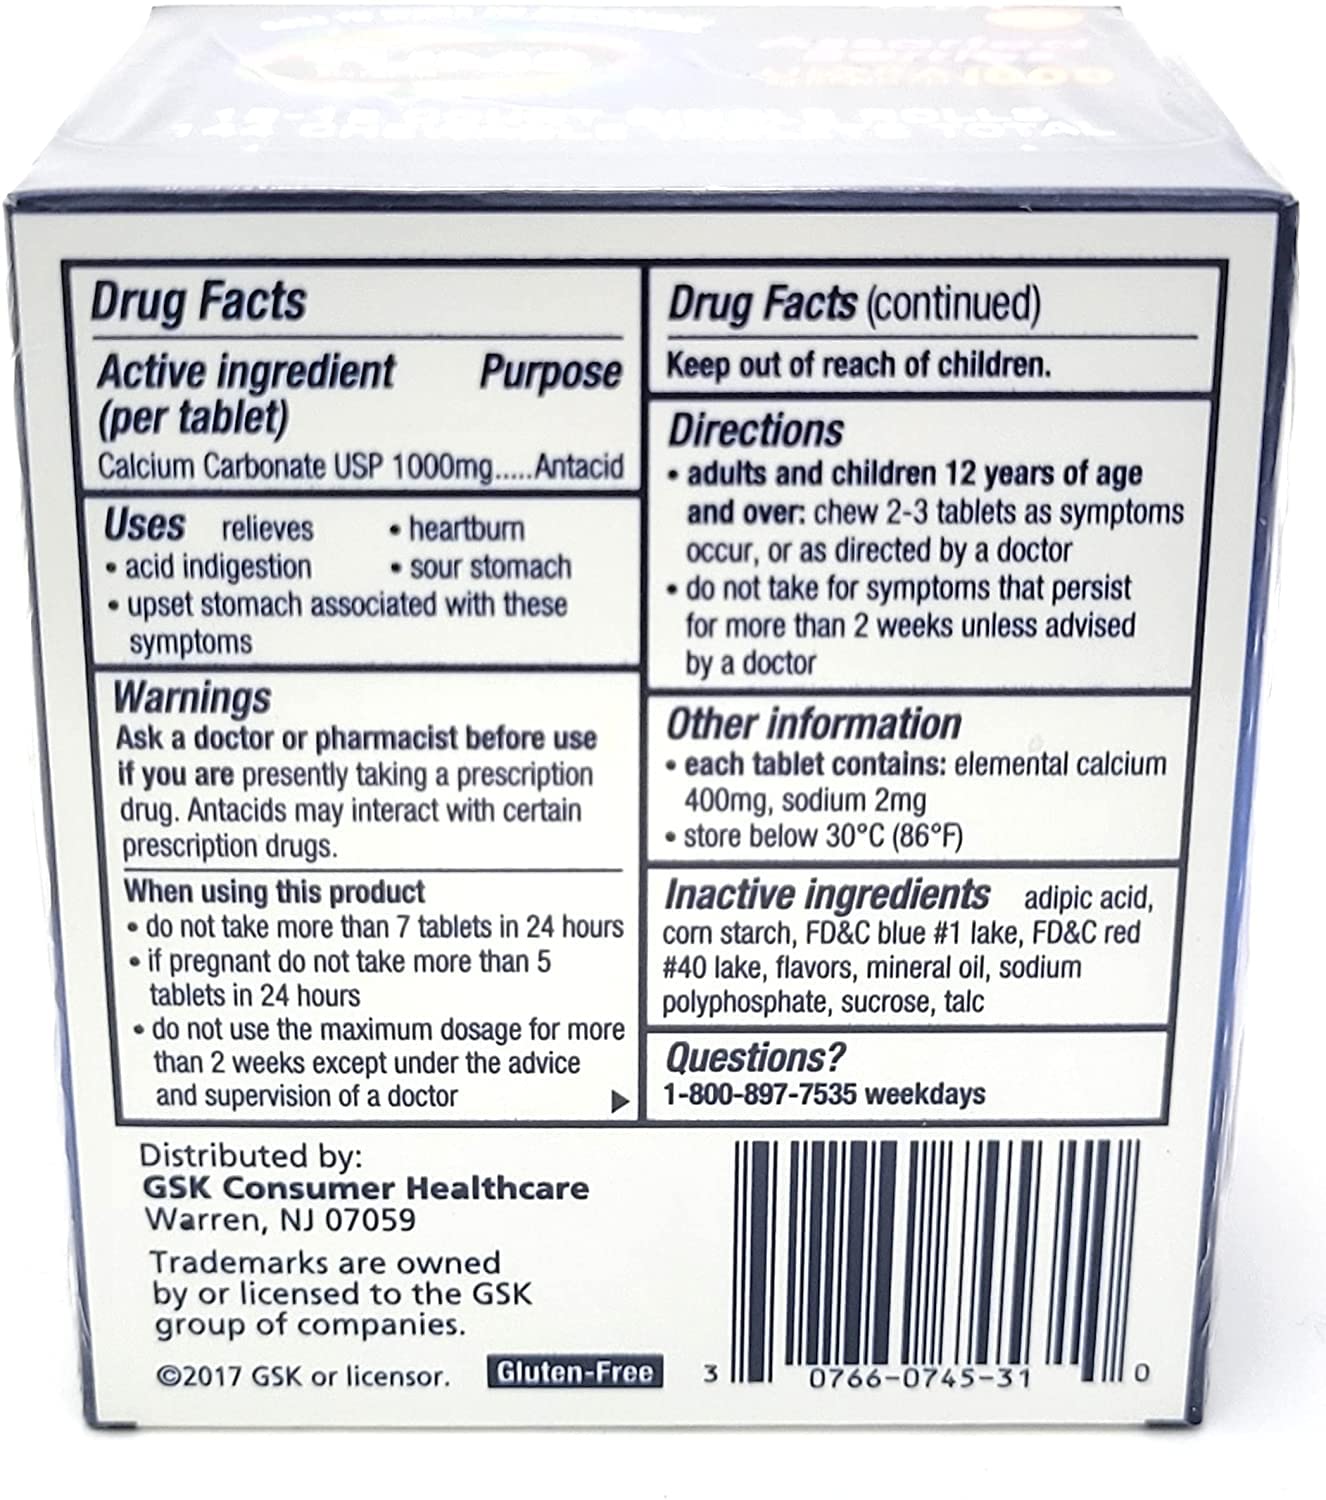 Drug Facts
Active ingredient Purpose
(per tablet)
Calcium Carbonate USP 1000mg.....Antacid
Uses relieves • heartburn
• acid indigestion • sour stomach
• upset stomach associated with these
symptoms
Warnings
Ask a doctor or pharmacist before use
if you are presently taking a prescription
drug. Antacids may interact with certain
prescription drugs.
When using this product
• do not take more than 7 tablets in 24 hours
• if pregnant do not take more than 5
tablets in 24 hours
• do not use the maximum dosage for more
than 2 weeks except under the advice
and supervision of a doctor
Drug Facts (continued)
Keep out of reach of children.
Directions
• adults and children 12 years of age
and over: chew 2-3 tablets as symptoms
occur, or as directed by a doctor
• do not take for symptoms that persist
for more than 2 weeks unless advised
by a doctor
Other information
• each tablet contains: elemental calcium
400mg, sodium 2mg
• store below 30°C (86°F)
Inactive ingredients adipic acid,
corn starch, FD&C blue #1 lake, FD&C red
#40 lake, flavors, mineral oil, sodium
polyphosphate, sucrose, talc
Questions?
1-800-897-7535 weekdays
Distributed by:
GSK Consumer Healthcare
Warren, NJ 07059
Trademarks are owned
by or licensed to the GSK
group of companies.
©2017 GSK or licensor.
Gluten-Free
3 0766-0745-31 0